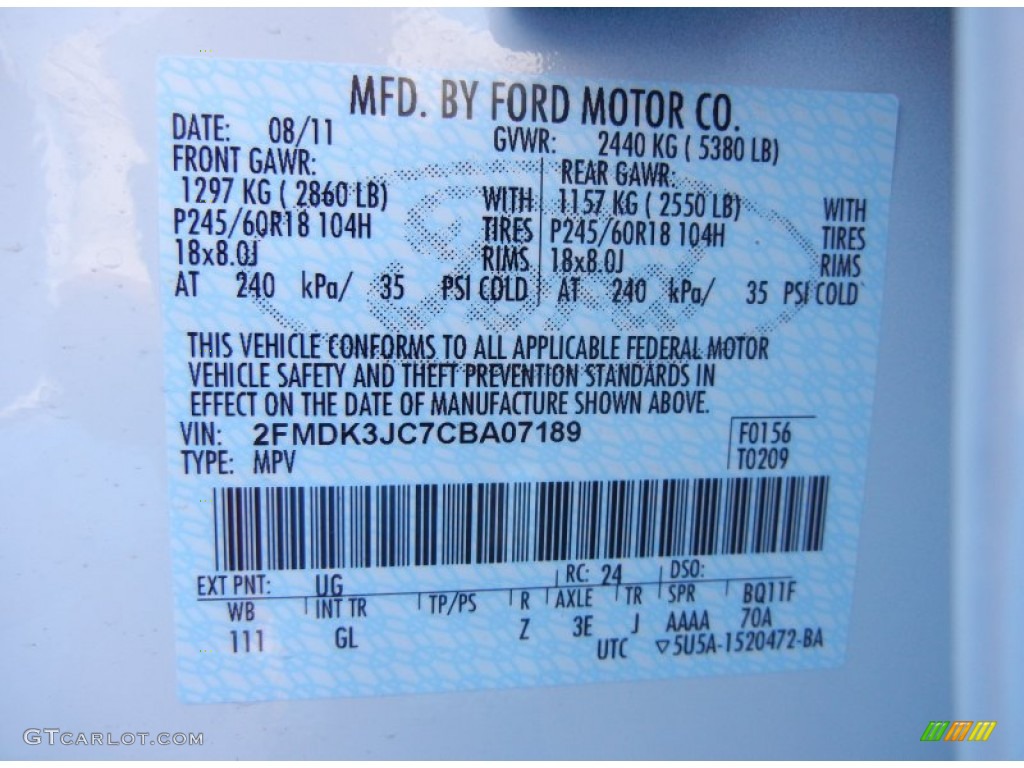 MFD. BY FORD MOTOR CO.
DATE: 08/11 GVWR: 2440 KG ( 5380 LB)
FRONT GAWR: REAR GAWR:
1297 KG ( 2860 LB) WITH 1157 KG ( 2550 LB) WITH
P245/60R18 104H TIRES P245/60R18 104H TIRES
18x8.0J RIMS 18x8.0J RIMS
AT 240 kPa/ 35 PSI COLD AT 240 kPa/ 35 PSI COLD
THIS VEHICLE CONFORMS TO ALL APPLICABLE FEDERAL MOTOR
VEHICLE SAFETY AND THEFT PREVENTION STANDARDS IN
EFFECT ON THE DATE OF MANUFACTURE SHOWN ABOVE.
VIN: 2FMDK3JC7CBA07189 F0156
TYPE: MPV T0209
EXT PNT: UG RC: 24 DSO:
WB INT TR TP/PS R AXLE TR SPR BQ11F
111 GL Z 3E J AAAA 70A
UTC ▽5U5A-1520472-BA
Ford
GTCARLOT.COM